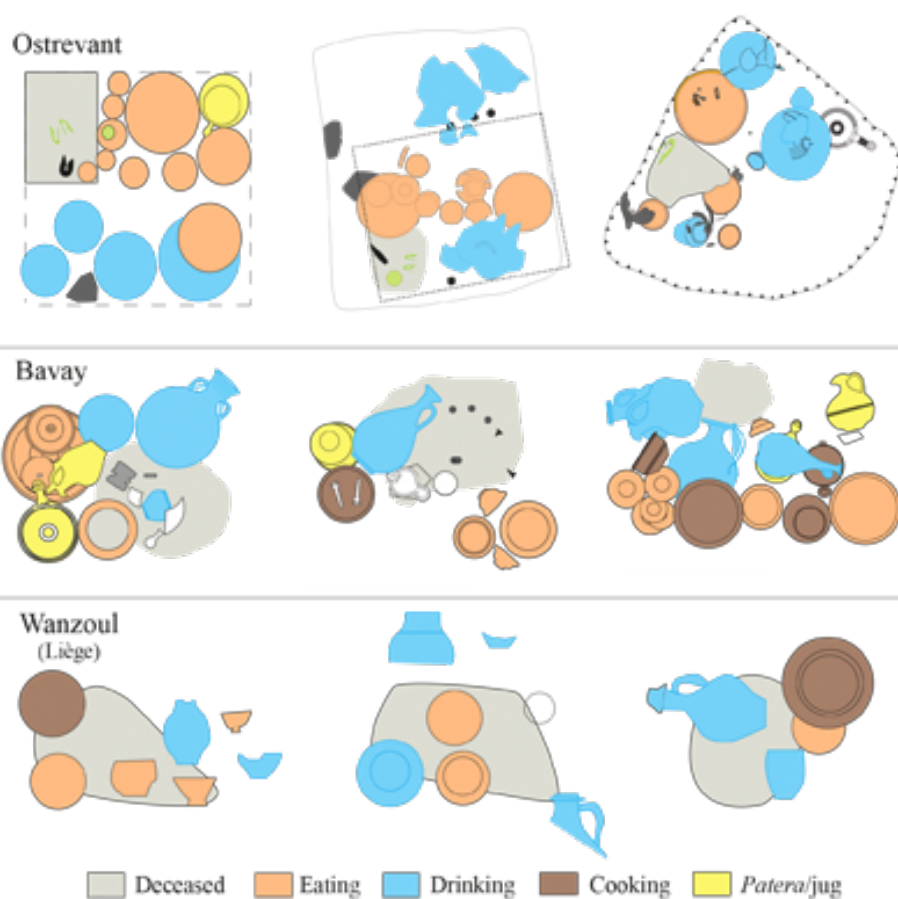 Ostrevant
Bavay
Wanzoul
(Liège)
Deceased Eating Drinking Cooking Patera/jug